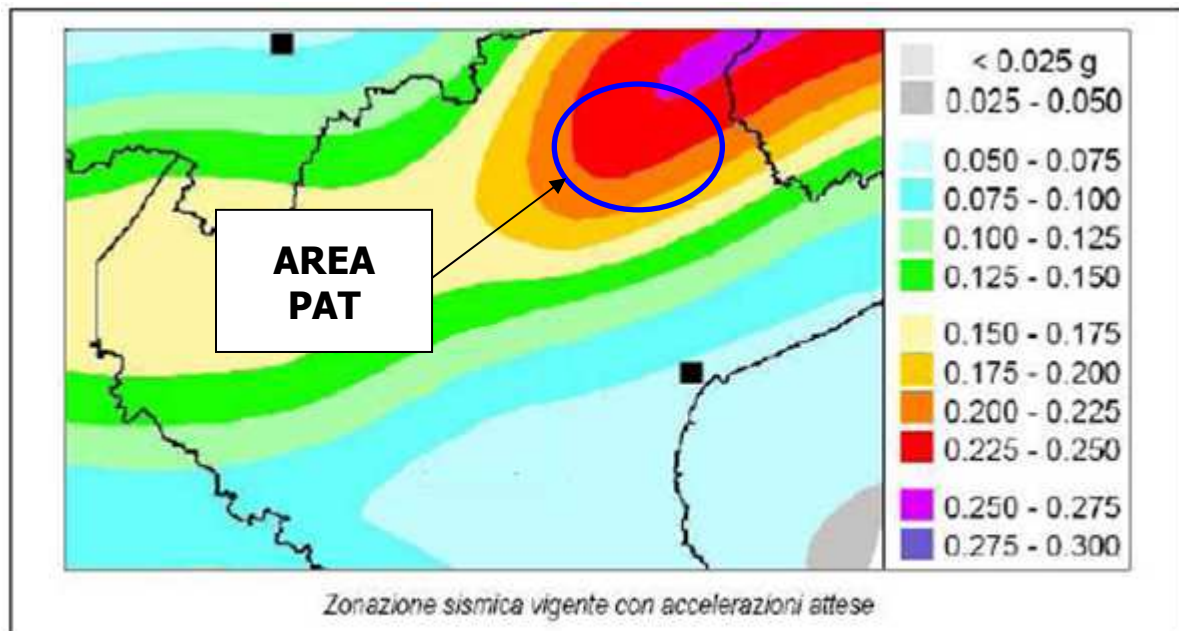 AREA
PAT
< 0.025 g
0.025 - 0.050
0.050 - 0.075
0.075 - 0.100
0.100 - 0.125
0.125 - 0.150
0.150 - 0.175
0.175 - 0.200
0.200 - 0.225
0.225 - 0.250
0.250 - 0.275
0.275 - 0.300
Zonazione sismica vigente con accelerazioni attese